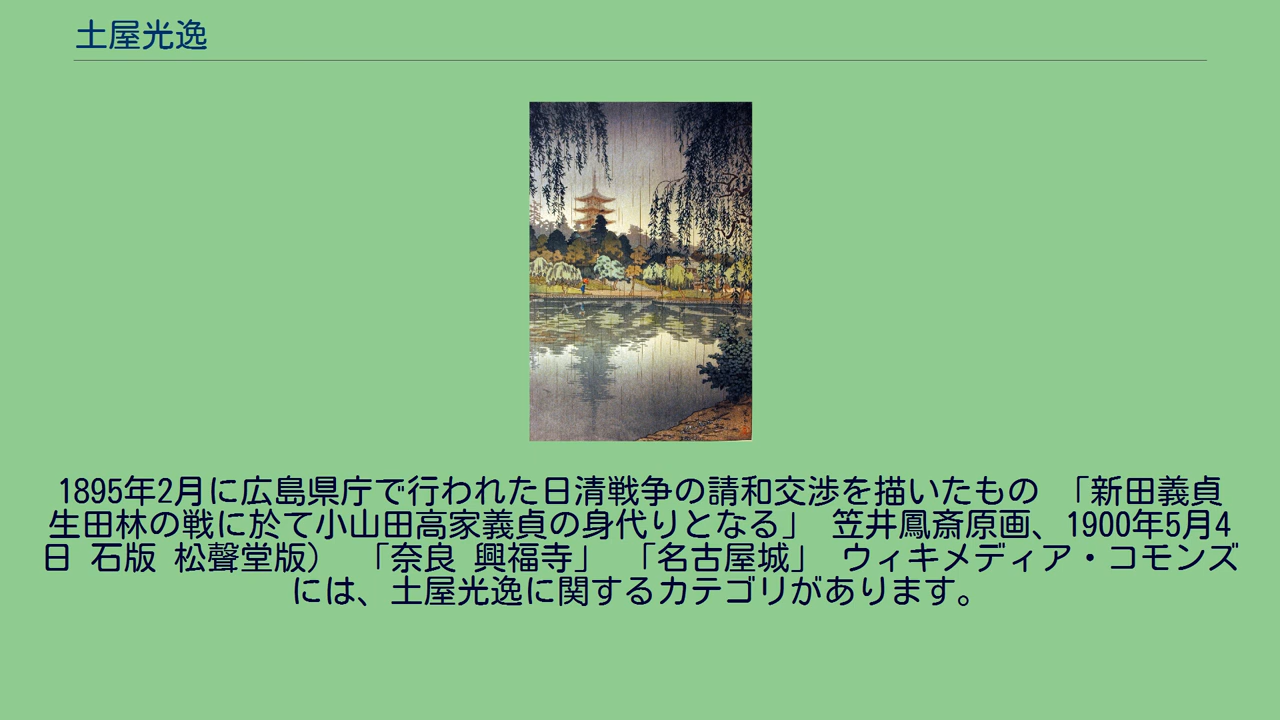 土屋光逸
1895年2月に広島県庁で行われた日清戦争の請和交渉を描いたもの 「新田義貞
生田林の戦に於て小山田高家義貞の身代りとなる」 笠井鳳斎原画、1900年5月4
日 石版 松聲堂版） 「奈良 興福寺」 「名古屋城」 ウィキメディア・コモンズ
には、土屋光逸に関するカテゴリがあります。